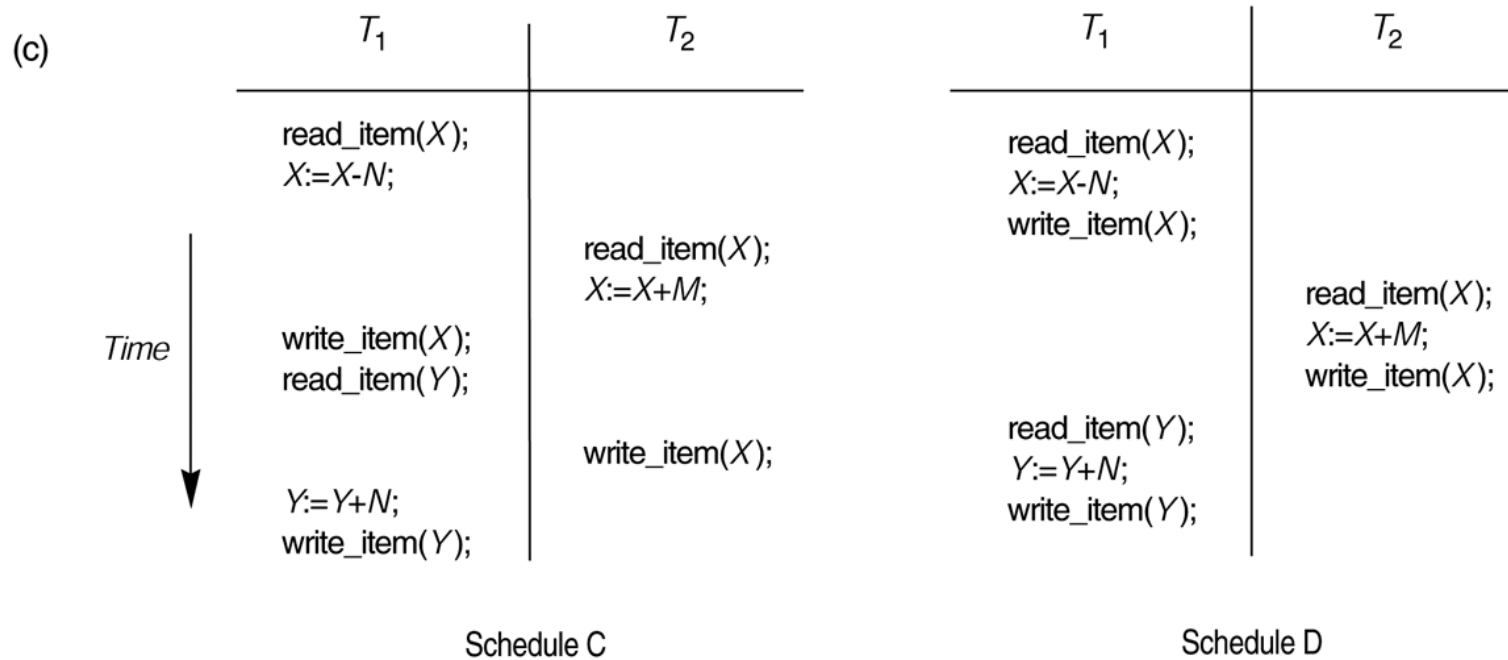 (c)
T1 T2
read_item(X);
X:=X-N;
read_item(X);
X:=X+M;
Time
write_item(X);
read_item(Y);
write_item(X);
Y:=Y+N;
write_item(Y);
Schedule C
T1 T2
read_item(X);
X:=X-N;
write_item(X);
read_item(X);
X:=X+M;
write_item(X);
read_item(Y);
Y:=Y+N;
write_item(Y);
Schedule D